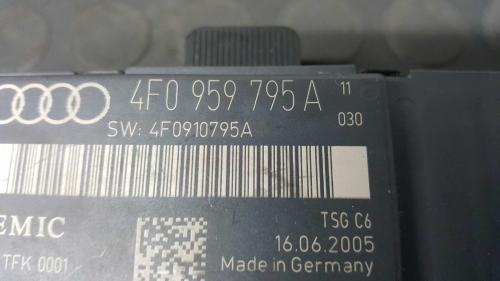 4F0 959 795 A 11
030
SW: 4F0910795A
TSG C6
EMIC
16.06.2005
TFK 0001
Made in Germany